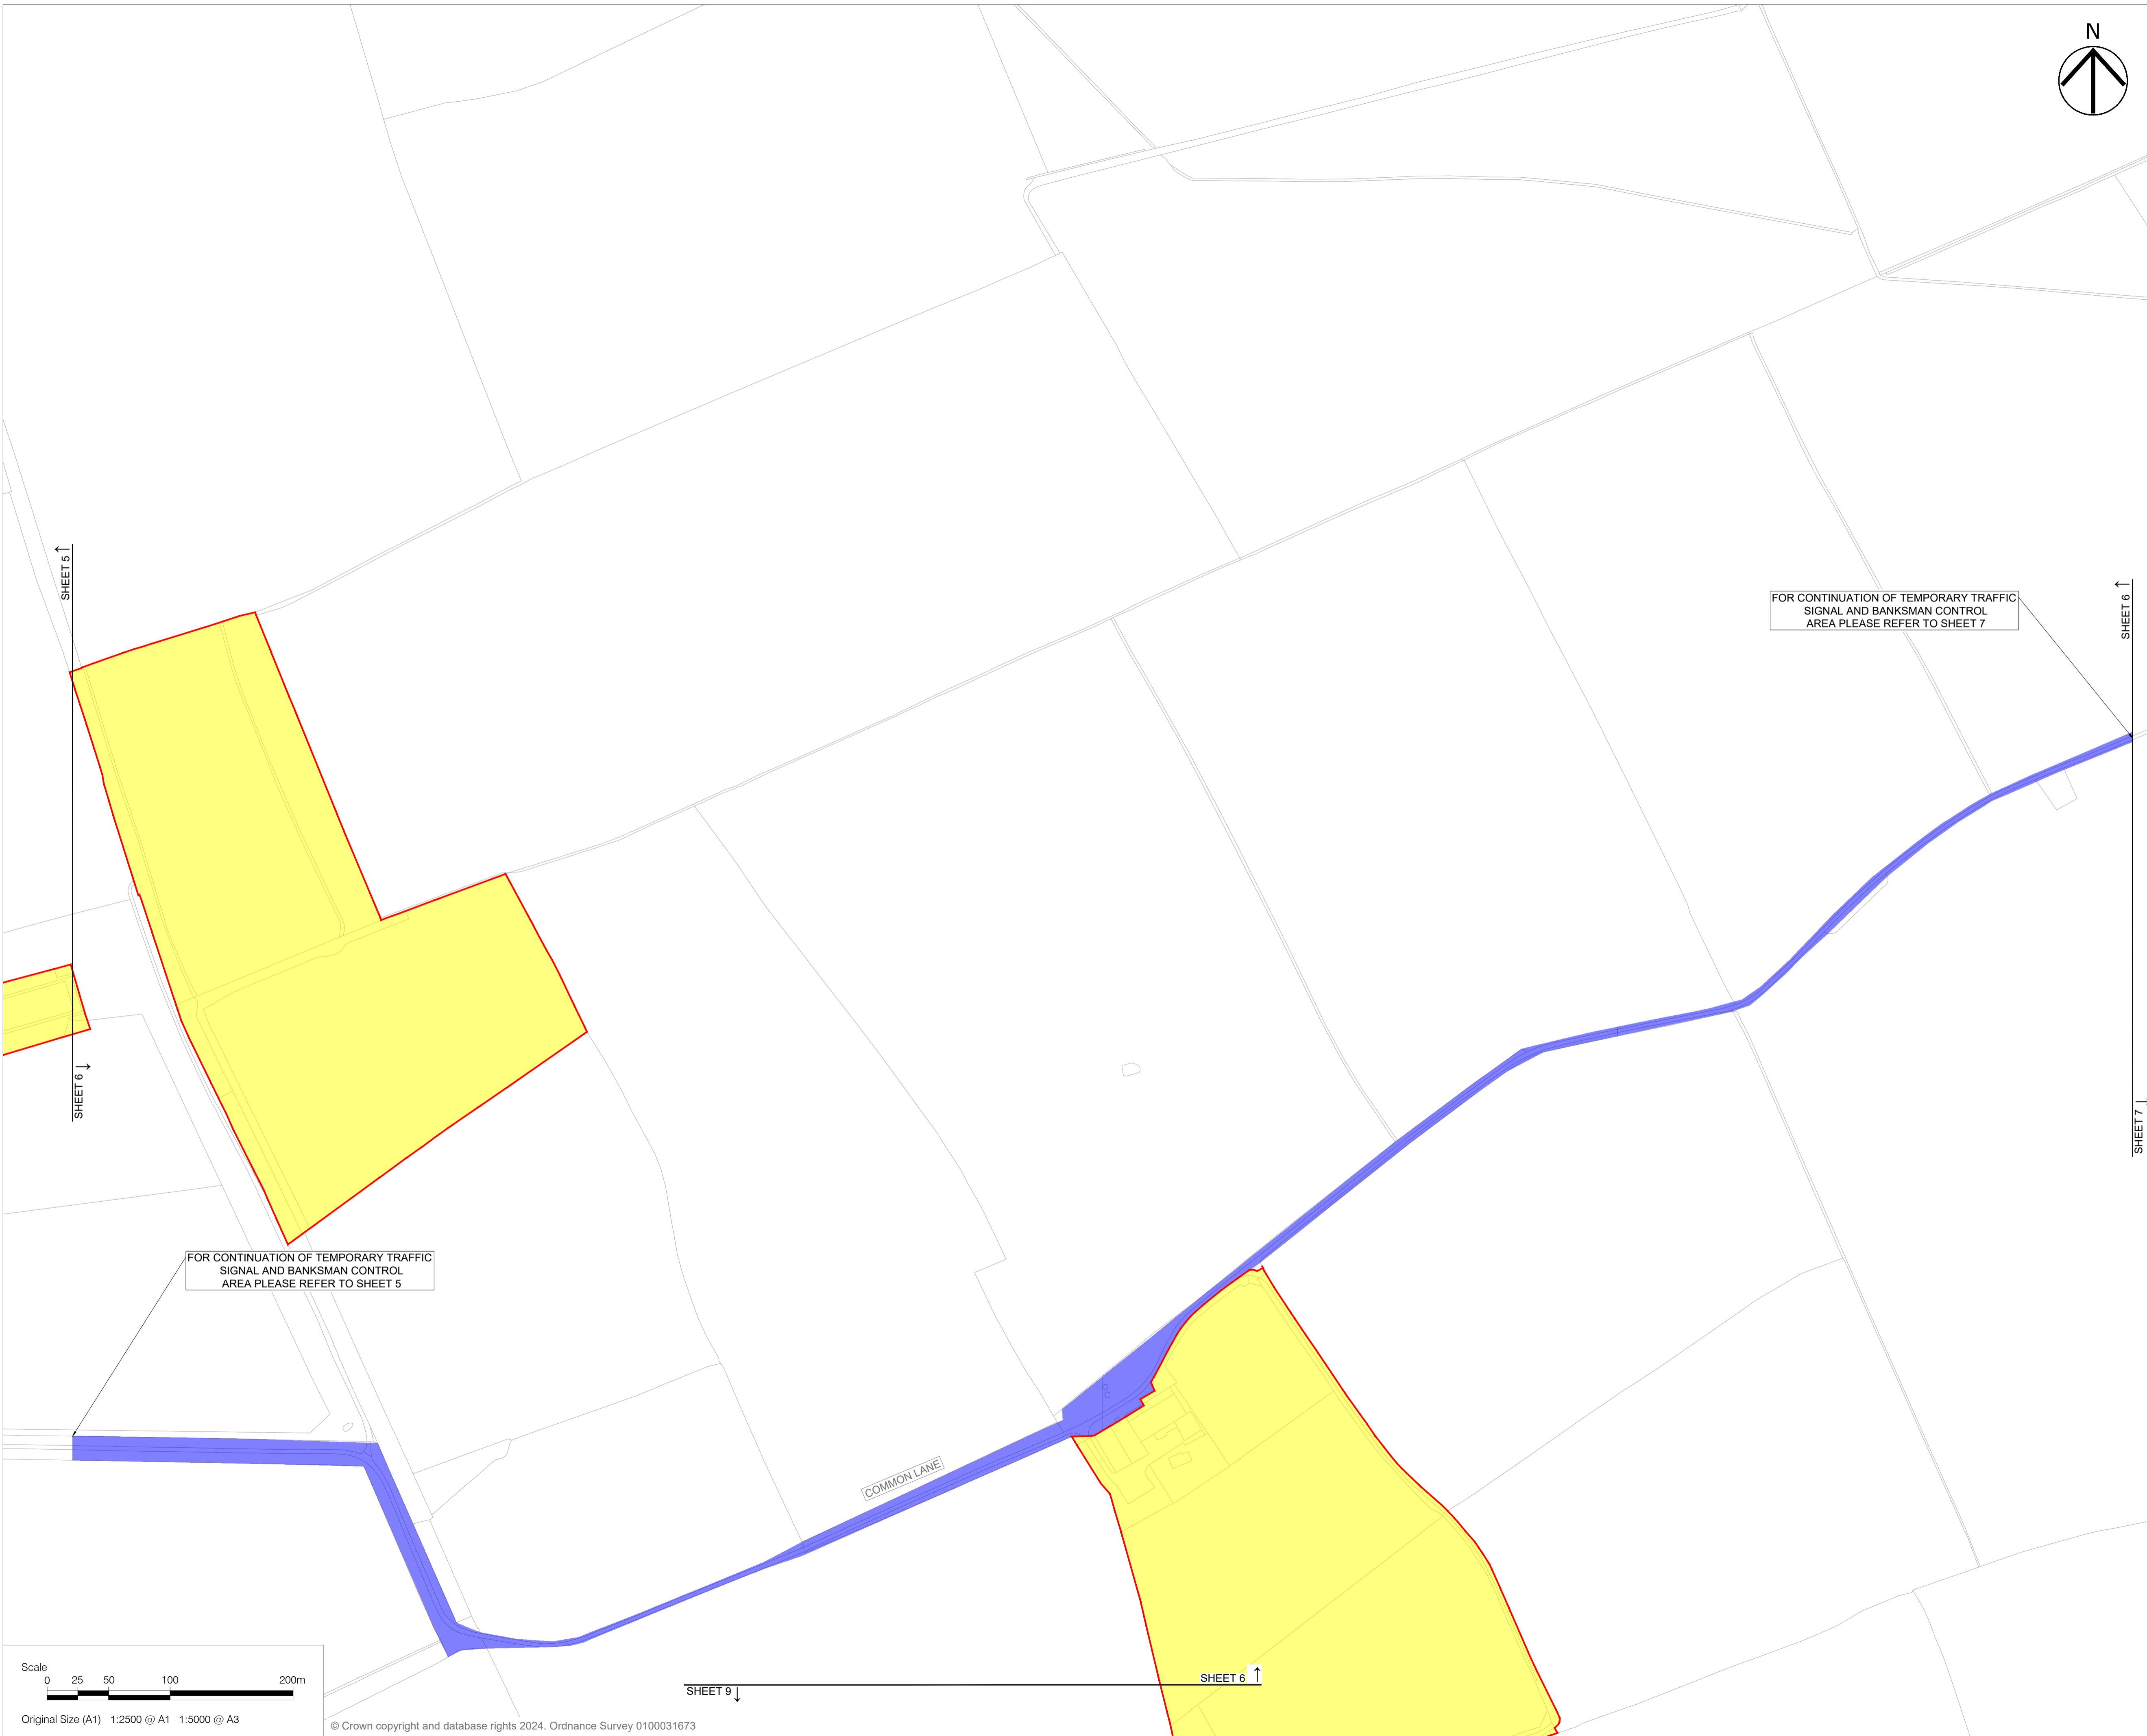 N
SHEET 5
FOR CONTINUATION OF TEMPORARY TRAFFIC
SIGNAL AND BANKSMAN CONTROL
AREA PLEASE REFER TO SHEET 7
SHEET 6
SHEET 6
SHEET 7
FOR CONTINUATION OF TEMPORARY TRAFFIC
SIGNAL AND BANKSMAN CONTROL
AREA PLEASE REFER TO SHEET 5
COMMON LANE
SHEET 6
SHEET 9
Scale
0 25 50 100 200m
Original Size (A1) 1:2500 @ A1 1:5000 @ A3
© Crown copyright and database rights 2024. Ordnance Survey 0100031673